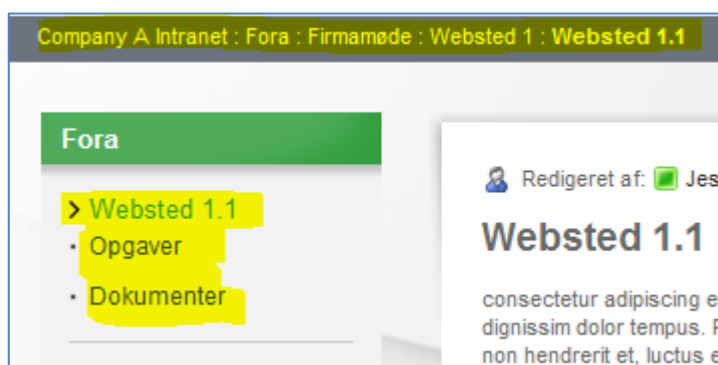 Company A Intranet : Fora : Firmamøde : Websted 1 : Websted 1.1
Fora
Websted 1.1
Opgaver
Dokumenter
Redigeret af: Jes
Websted 1.1
consectetur adipiscing e
dignissim dolor tempus. P
non hendrerit et, luctus e